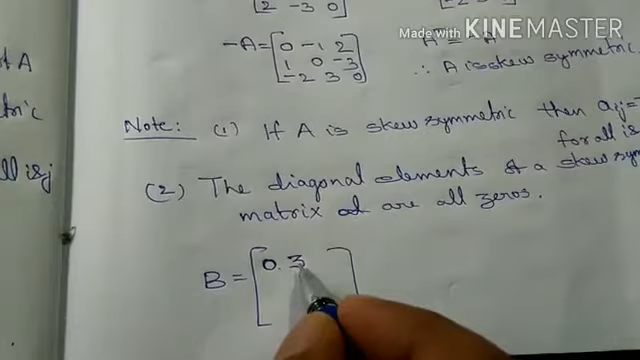 Made with KINEMASTER
2 -3 0
-A = 0 -1 2
1 0 -3
-2 3 0
∴ A is skew symmetric.
Note: (1) If A is skew symmetric then aij = -
for all i &
(2) The diagonal elements of a skew sym
matrix are all zeros.
B = 0 3